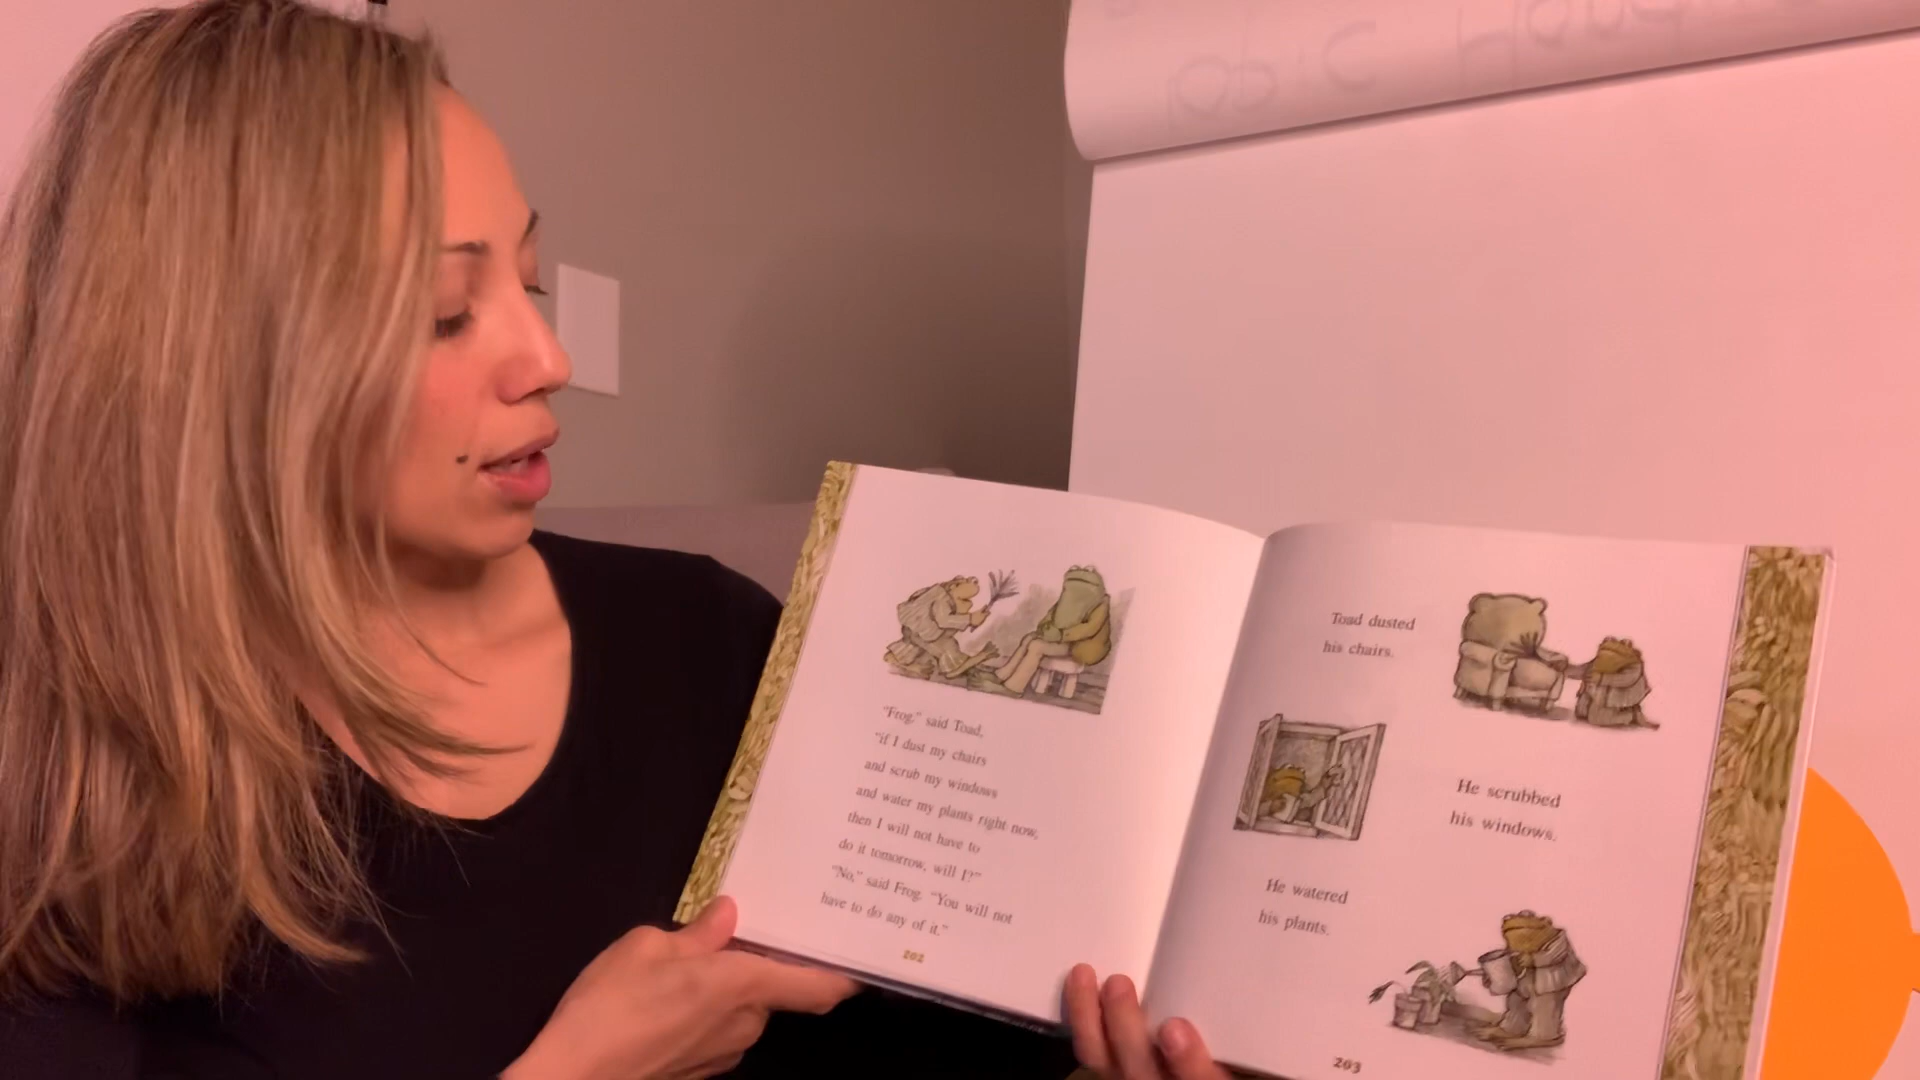 "Frog," said Toad,
"if I dust my chairs
and scrub my windows
and water my plants right now,
then I will not have to
do it tomorrow, will I?"
"No," said Frog. "You will not
have to do any of it."
202
Toad dusted
his chairs.
He scrubbed
his windows.
He watered
his plants.
203